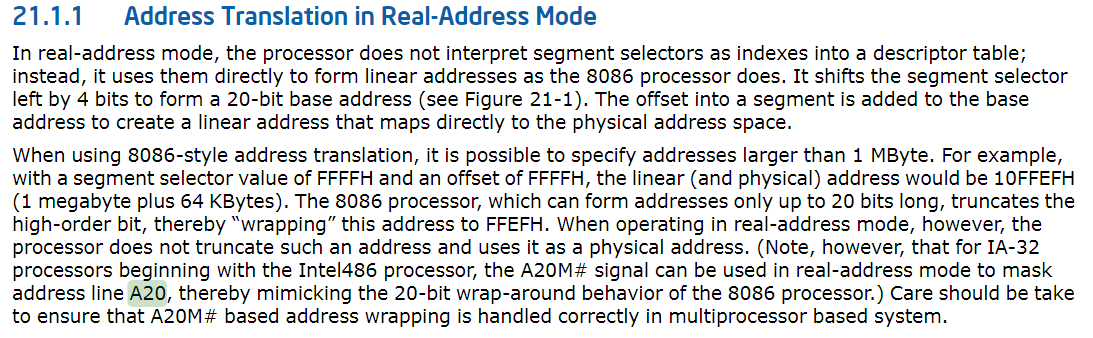 21.1.1 Address Translation in Real-Address Mode
In real-address mode, the processor does not interpret segment selectors as indexes into a descriptor table;
instead, it uses them directly to form linear addresses as the 8086 processor does. It shifts the segment selector
left by 4 bits to form a 20-bit base address (see Figure 21-1). The offset into a segment is added to the base
address to create a linear address that maps directly to the physical address space.
When using 8086-style address translation, it is possible to specify addresses larger than 1 MByte. For example,
with a segment selector value of FFFFH and an offset of FFFFH, the linear (and physical) address would be 10FFEFH
(1 megabyte plus 64 KBytes). The 8086 processor, which can form addresses only up to 20 bits long, truncates the
high-order bit, thereby “wrapping” this address to FFEFH. When operating in real-address mode, however, the
processor does not truncate such an address and uses it as a physical address. (Note, however, that for IA-32
processors beginning with the Intel486 processor, the A20M# signal can be used in real-address mode to mask
address line A20, thereby mimicking the 20-bit wrap-around behavior of the 8086 processor.) Care should be take
to ensure that A20M# based address wrapping is handled correctly in multiprocessor based system.